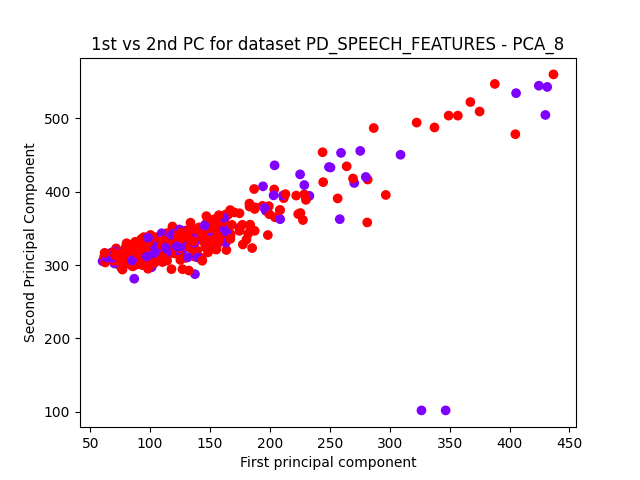 1st vs 2nd PC for dataset PD_SPEECH_FEATURES - PCA_8
Second Principal Component
500
400
300
200
100
50 100 150 200 250 300 350 400 450
First principal component